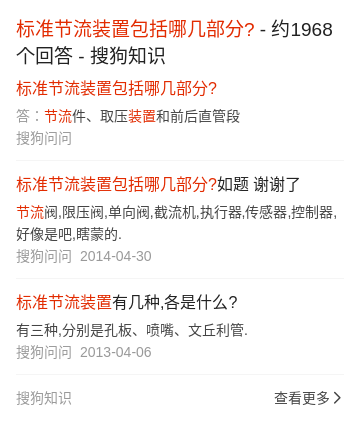 标准节流装置包括哪几部分? - 约1968
个回答 - 搜狗知识
标准节流装置包括哪几部分?
答：节流件、取压装置和前后直管段
搜狗问问
标准节流装置包括哪几部分?如题 谢谢了
节流阀,限压阀,单向阀,截流机,执行器,传感器,控制器,
好像是吧,瞎蒙的.
搜狗问问 2014-04-30
标准节流装置有几种,各是什么?
有三种,分别是孔板、喷嘴、文丘利管.
搜狗问问 2013-04-06
搜狗知识 查看更多